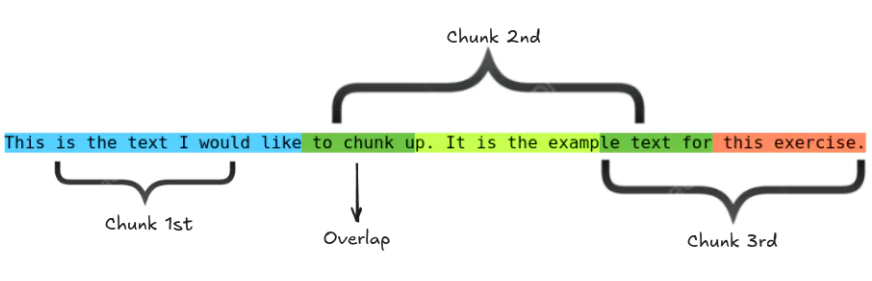 Chunk 2nd
This is the text I would like to chunk up. It is the example text for this exercise.
Chunk 1st
Overlap
Chunk 3rd